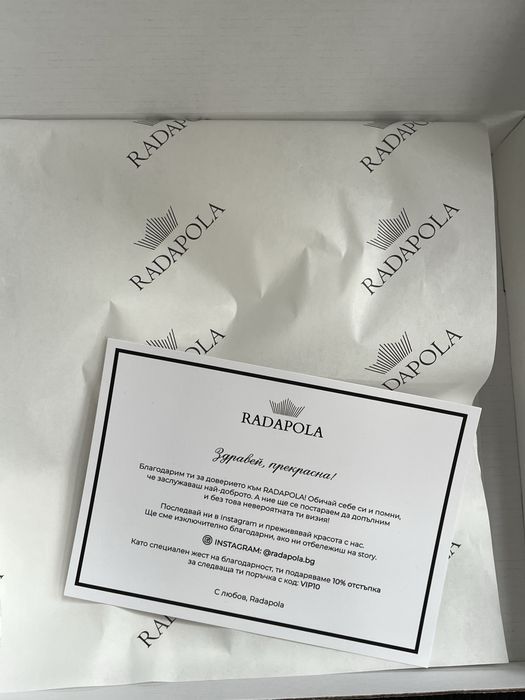 RADAPOLA
RADAPOLA
RADAPOLA
RADAPOLA
RADAPOLA
Здравей, прекрасна!
Благодарим ти за доверието към RADAPOLA! Обичай себе си и помни,
че заслужаваш най-доброто. А ние ще се постараем да допълним
и без това невероятната ти визия!
Последвай ни в Instagram и преживявай красота с нас.
Ще сме изключително благодарни, ако ни отбележиш на story.
INSTAGRAM: @radapola.bg
Като специален жест на благодарност, ти подаряваме 10% отстъпка
за следваща ти поръчка с код: VIP10
С любов, Radapola